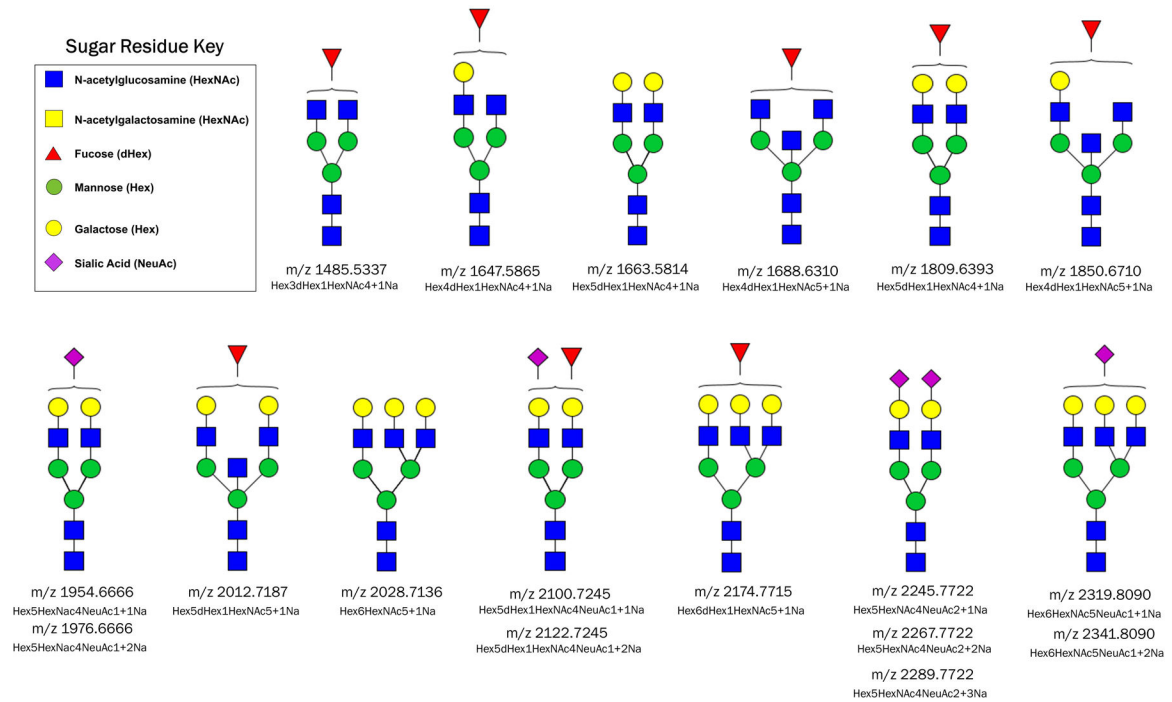 Sugar Residue Key
N-acetylglucosamine (HexNAc)
N-acetylgalactosamine (HexNAc)
Fucose (dHex)
Mannose (Hex)
Galactose (Hex)
Sialic Acid (NeuAc)
m/z 1485.5337
Hex3dHex1HexNAc4+1Na
m/z 1647.5865
Hex4dHex1HexNAc4+1Na
m/z 1663.5814
Hex5dHex1HexNAc4+1Na
m/z 1688.6310
Hex3dHex1HexNAc5+1Na
m/z 1809.6393
Hex5dHex1HexNAc4+1Na
m/z 1850.6710
Hex4dHex1HexNAc5+1Na
m/z 1954.6666
Hex5HexNac4NeuAc1+1Na
m/z 1976.6666
Hex5HexNac4NeuAc1+2Na
m/z 2012.7187
Hex5dHex1HexNAc5+1Na
m/z 2028.7136
Hex6HexNAc5+1Na
m/z 2100.7245
Hex5dHex1HexNAc4NeuAc1+1Na
m/z 2122.7245
Hex5dHex1HexNAc4NeuAc1+2Na
m/z 2174.7715
Hex6dHex1HexNAc5+1Na
m/z 2245.7722
Hex5HexNAc4NeuAc2+1Na
m/z 2267.7722
Hex5HexNAc4NeuAc2+2Na
m/z 2289.7722
Hex5HexNAc4NeuAc2+3Na
m/z 2319.8090
Hex6HexNAc5NeuAc1+1Na
m/z 2341.8090
Hex6HexNAc5NeuAc1+2Na